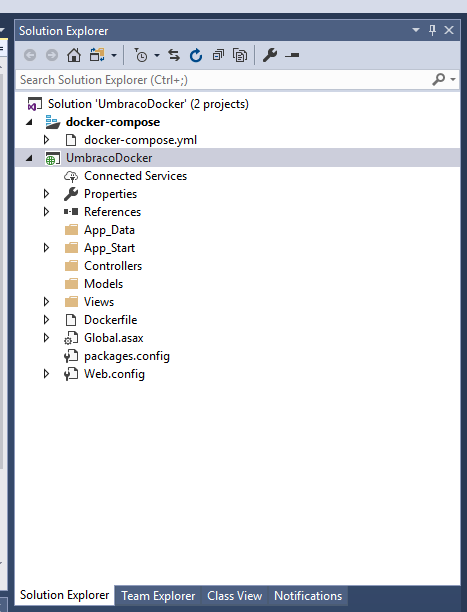 Solution Explorer
Search Solution Explorer (Ctrl+;)
Solution 'UmbracoDocker' (2 projects)
docker-compose
docker-compose.yml
UmbracoDocker
Connected Services
Properties
References
App_Data
App_Start
Controllers
Models
Views
Dockerfile
Global.asax
packages.config
Web.config
Solution Explorer Team Explorer Class View Notifications